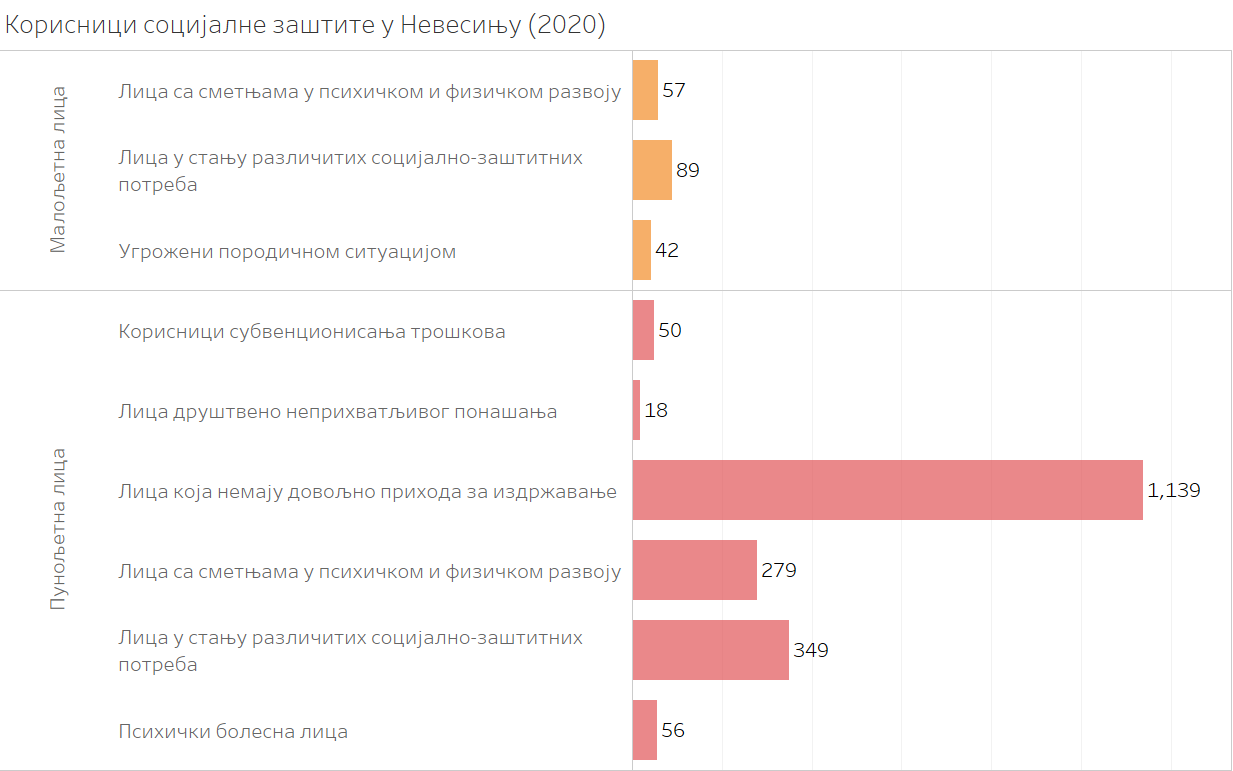 Корисници социјалне заштите у Невесињу (2020)
Малољетна лица
Лица са сметњама у психичком и физичком развоју
57
Лица у стању различитих социјално-заштитних
потреба
89
Угрожени породичном ситуацијом
42
Пунољетна лица
Корисници субвенционисања трошкова
50
Лица друштвено неприхватљивог понашања
18
Лица која немају довољно прихода за издржавање
1,139
Лица са сметњама у психичком и физичком развоју
279
Лица у стању различитих социјално-заштитних
потреба
349
Психички болесна лица
56